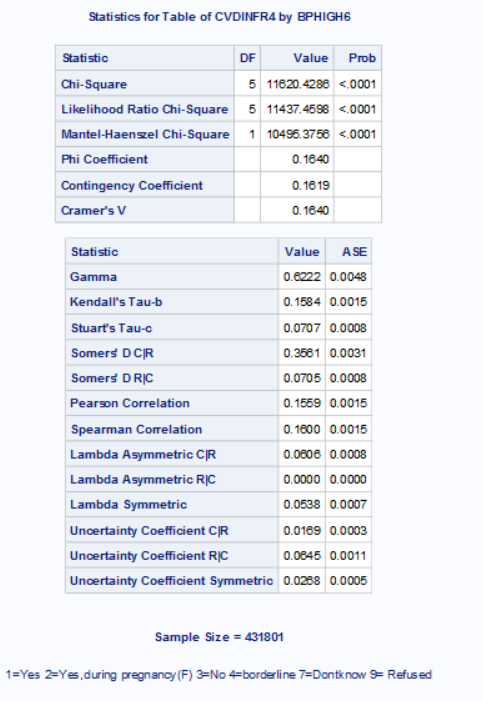 Statistics for Table of CVDINFR4 by BPHIGH6
Statistic DF Value Prob
Chi-Square 5 11620.4286 <.0001
Likelihood Ratio Chi-Square 5 11437.4598 <.0001
Mantel-Haenszel Chi-Square 1 10495.3756 <.0001
Phi Coefficient 0.1640
Contingency Coefficient 0.1619
Cramer's V 0.1640
Statistic Value ASE
Gamma 0.6222 0.0048
Kendall's Tau-b 0.1584 0.0015
Stuart's Tau-c 0.0707 0.0008
Somers' D C|R 0.3561 0.0031
Somers' D R|C 0.0705 0.0008
Pearson Correlation 0.1559 0.0015
Spearman Correlation 0.1600 0.0015
Lambda Asymmetric C|R 0.0606 0.0008
Lambda Asymmetric R|C 0.0000 0.0000
Lambda Symmetric 0.0538 0.0007
Uncertainty Coefficient C|R 0.0169 0.0003
Uncertainty Coefficient R|C 0.0645 0.0011
Uncertainty Coefficient Symmetric 0.0268 0.0005
Sample Size = 431801
1=Yes 2=Yes,during pregnancy(F) 3=No 4=borderline 7=Dontknow 9= Refused